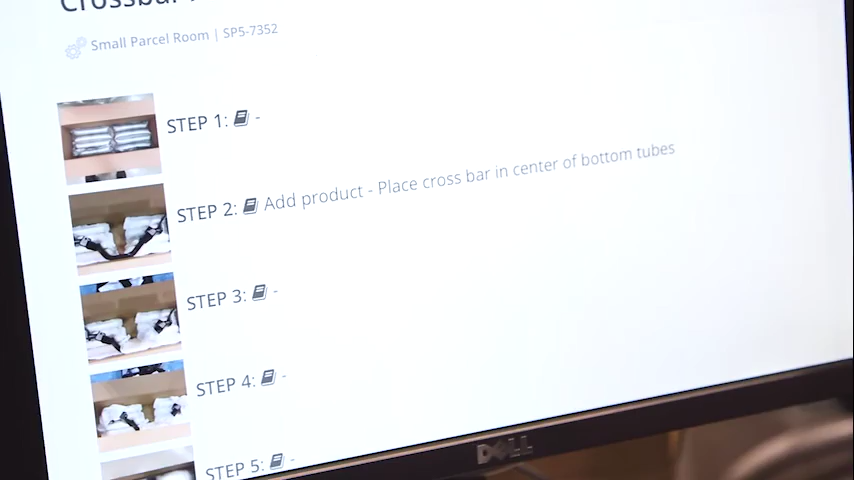 Crossbar
Small Parcel Room | SP5-7352
STEP 1: -
STEP 2: Add product - Place cross bar in center of bottom tubes
STEP 3: -
STEP 4: -
STEP 5: -
DELL